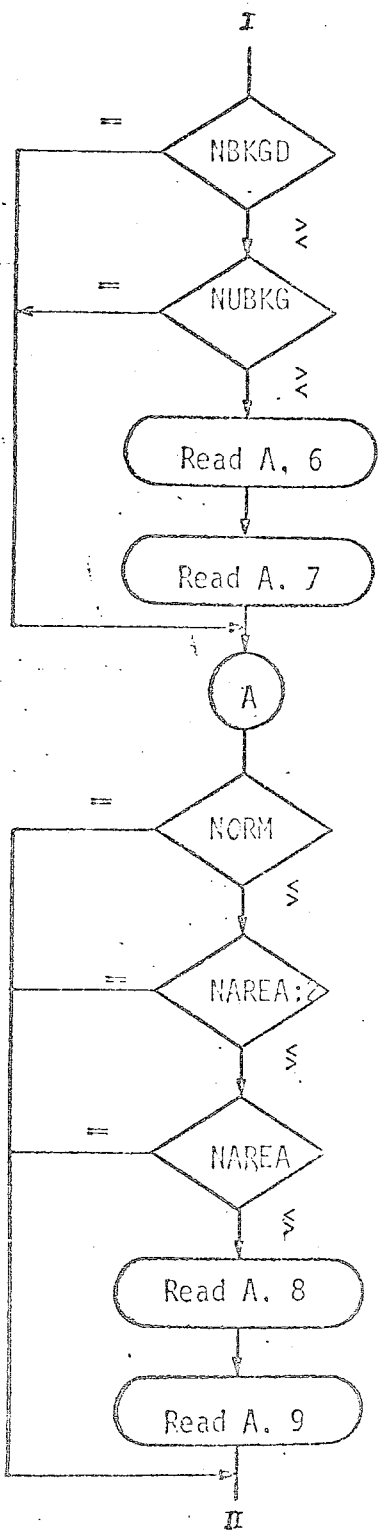 I
=
NBKGD
><
=
NUBKG
><
Read A. 6
Read A. 7
A
=
NORM
<>
=
NAREA:2
<>
=
NAREA
<>
Read A. 8
Read A. 9
II